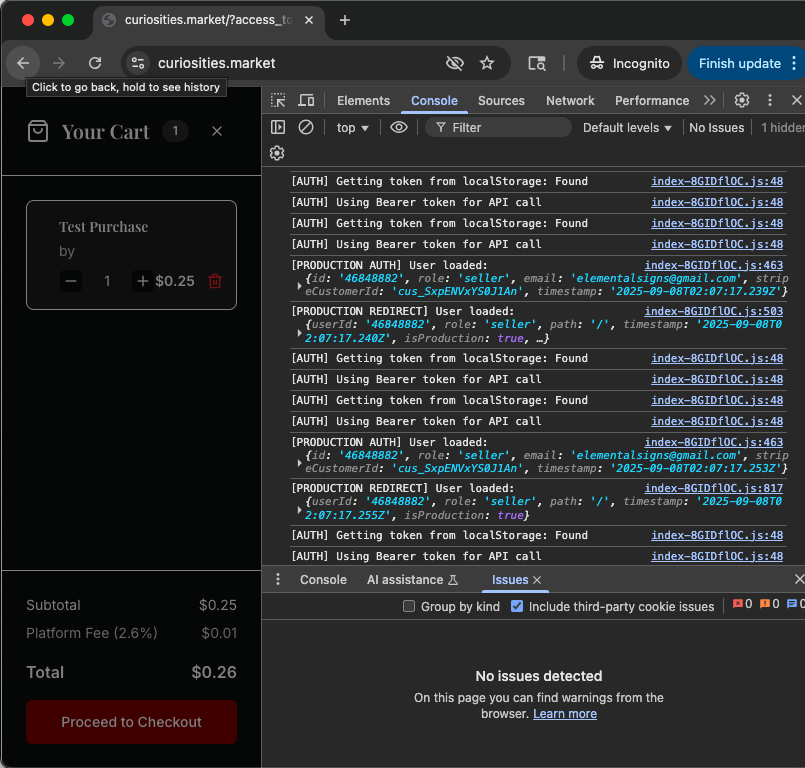 curiosities.market/?access_to
curiosities.market
Incognito
Finish update
Click to go back, hold to see history
Your Cart 1
Test Purchase
by
1 $0.25
Subtotal $0.25
Platform Fee (2.6%) $0.01
Total $0.26
Proceed to Checkout
Elements Console Sources Network Performance
top Filter Default levels No Issues 1 hidden
[AUTH] Getting token from localStorage: Found index-8GIDflOC.js:48
[AUTH] Using Bearer token for API call index-8GIDflOC.js:48
[AUTH] Getting token from localStorage: Found index-8GIDflOC.js:48
[AUTH] Using Bearer token for API call index-8GIDflOC.js:48
[PRODUCTION AUTH] User loaded: index-8GIDflOC.js:463
{id: '46848882', role: 'seller', email: 'elementalsigns@gmail.com', strip
eCustomerId: 'cus_SxpENVxYS0J1An', timestamp: '2025-09-08T02:07:17.239Z'}
[PRODUCTION REDIRECT] User loaded: index-8GIDflOC.js:503
{userId: '46848882', role: 'seller', path: '/', timestamp: '2025-09-08T0
2:07:17.240Z', isProduction: true, …}
[AUTH] Getting token from localStorage: Found index-8GIDflOC.js:48
[AUTH] Using Bearer token for API call index-8GIDflOC.js:48
[AUTH] Getting token from localStorage: Found index-8GIDflOC.js:48
[AUTH] Using Bearer token for API call index-8GIDflOC.js:48
[PRODUCTION AUTH] User loaded: index-8GIDflOC.js:463
{id: '46848882', role: 'seller', email: 'elementalsigns@gmail.com', strip
eCustomerId: 'cus_SxpENVxYS0J1An', timestamp: '2025-09-08T02:07:17.253Z'}
[PRODUCTION REDIRECT] User loaded: index-8GIDflOC.js:817
{userId: '46848882', role: 'seller', path: '/', timestamp: '2025-09-08T0
2:07:17.255Z', isProduction: true}
[AUTH] Getting token from localStorage: Found index-8GIDflOC.js:48
[AUTH] Using Bearer token for API call index-8GIDflOC.js:48
Console AI assistance Issues
Group by kind Include third-party cookie issues 0 0 0
No issues detected
On this page you can find warnings from the
browser. Learn more